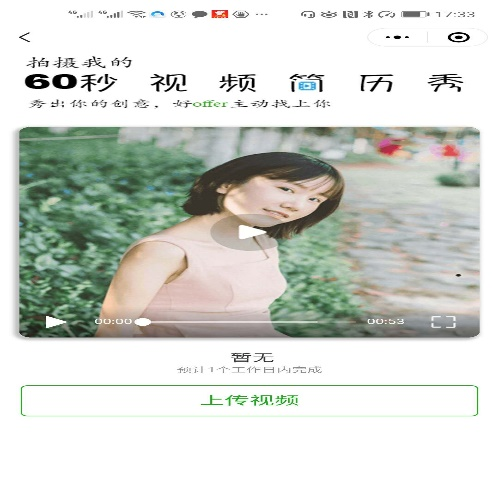 17:33
拍摄我的
60秒视频简历秀
秀出你的创意，好offer主动找上你
00:00 00:53
暂无
预计1个工作日内完成
上传视频